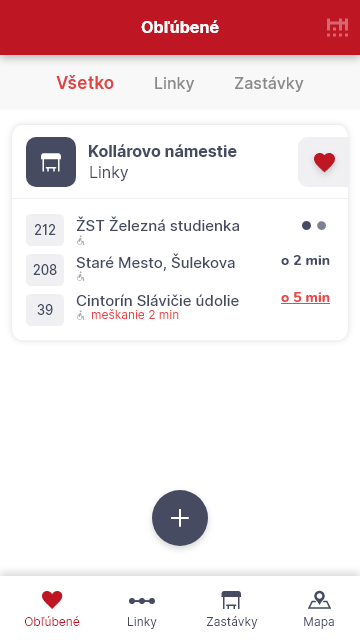 Obľúbené
Všetko
Linky
Zastávky
Kollárovo námestie
Linky
212
ŽST Železná studienka
208
Staré Mesto, Šulekova
o 2 min
39
Cintorín Slávičie údolie
o 5 min
meškanie 2 min
Obľúbené
Linky
Zastávky
Mapa